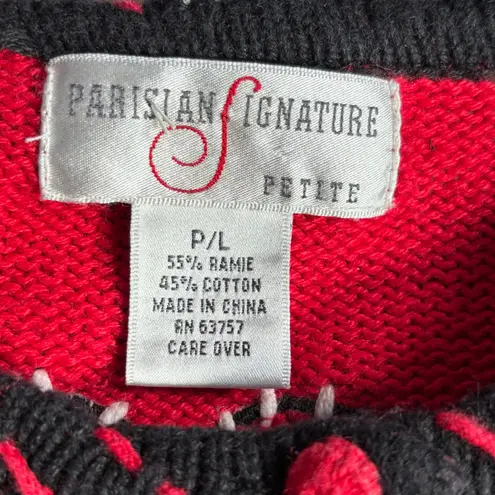 PARISIAN SIGNATURE
PETITE
P/L
55% RAMIE
45% COTTON
MADE IN CHINA
RN 63757
CARE OVER